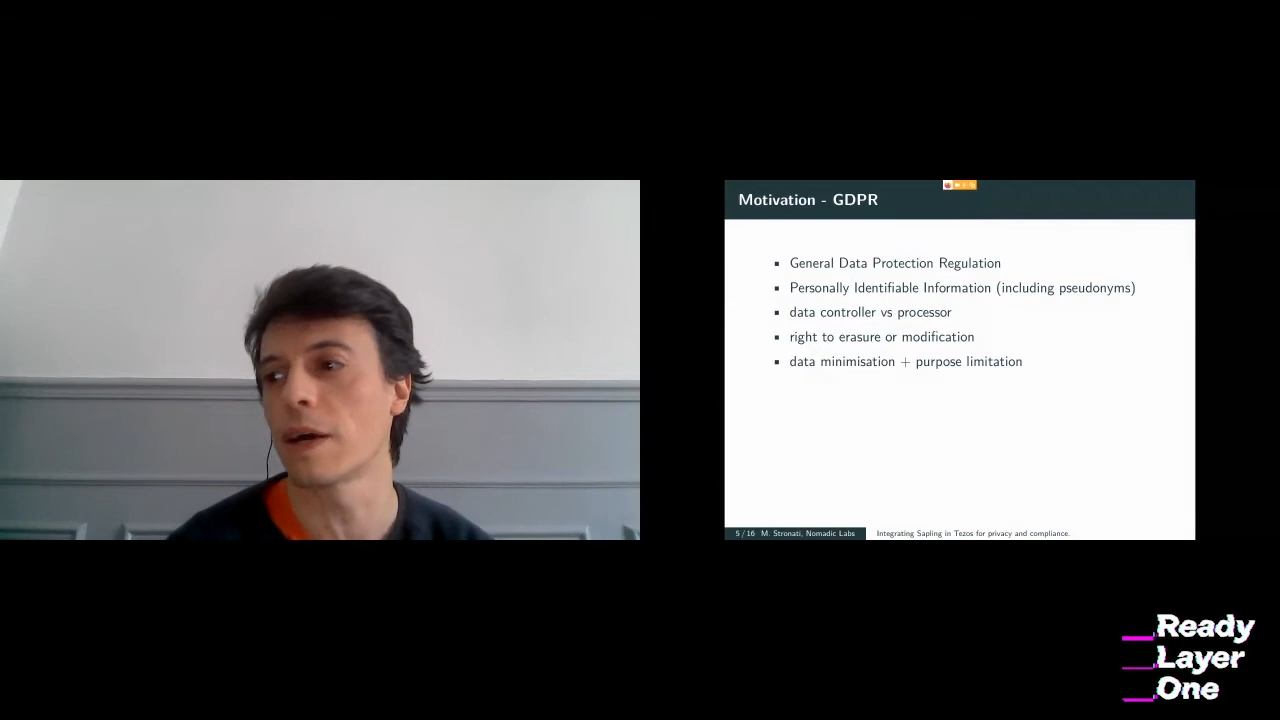 Motivation - GDPR
General Data Protection Regulation
Personally Identifiable Information (including pseudonyms)
data controller vs processor
right to erasure or modification
data minimisation + purpose limitation
5 / 16 M. Stronati, Nomadic Labs
Integrating Sapling in Tezos for privacy and compliance.
Ready
Layer
One